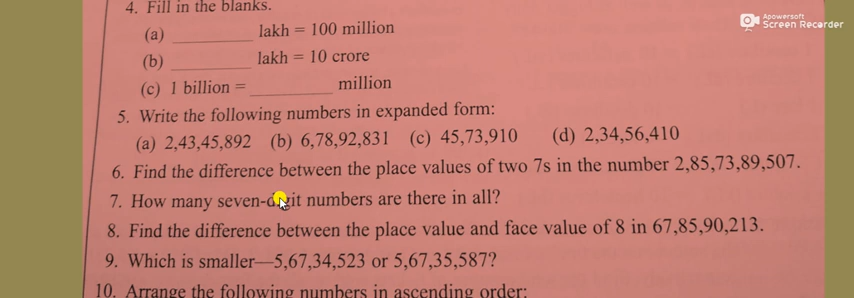 4. Fill in the blanks.
Apowersoft
Screen Recorder
(a) ________ lakh = 100 million
(b) ________ lakh = 10 crore
(c) 1 billion = ________ million
5. Write the following numbers in expanded form:
(a) 2,43,45,892 (b) 6,78,92,831 (c) 45,73,910 (d) 2,34,56,410
6. Find the difference between the place values of two 7s in the number 2,85,73,89,507.
7. How many seven-digit numbers are there in all?
8. Find the difference between the place value and face value of 8 in 67,85,90,213.
9. Which is smaller—5,67,34,523 or 5,67,35,587?
10. Arrange the following numbers in ascending order: